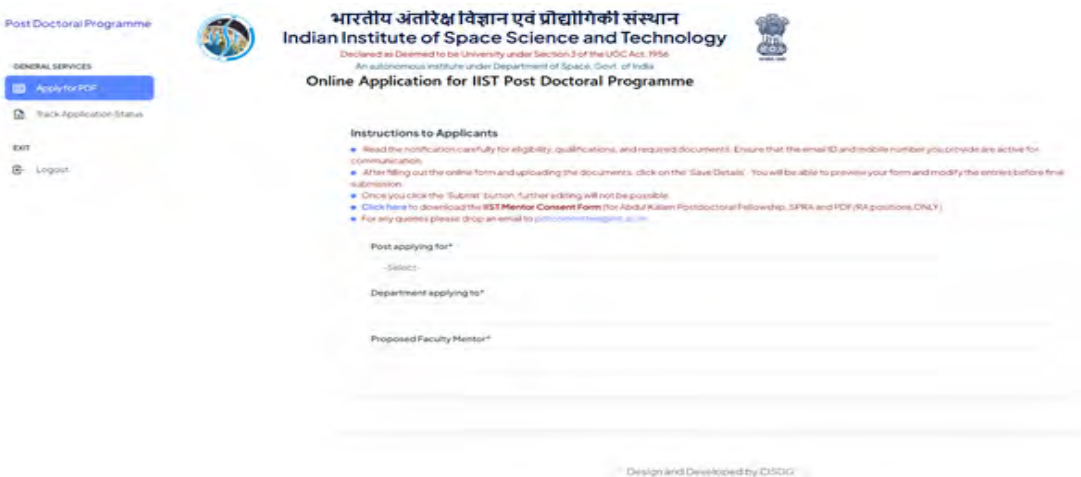 Post Doctoral Programme
भारतीय अंतरिक्ष विज्ञान एवं प्रौद्योगिकी संस्थान
Indian Institute of Space Science and Technology
Declared as Deemed to be University under Section 3 of the UGC Act, 1956
An autonomous institute under Department of Space, Govt. of India
Online Application for IIST Post Doctoral Programme
GENERAL SERVICES
Apply for PDF
Track Application Status
EXIT
Logout
Instructions to Applicants
Read the notification carefully for eligibility, qualifications, and required documents. Ensure that the email ID and mobile number you provide are active for
communication.
After filling out the online form and uploading the documents, click on the 'Save Details'. You will be able to preview your form and modify the entries before final
submission.
Once you click the 'Submit' button, further editing will not be possible.
Click here to download the IIST Mentor Consent Form (for Abdul Kalam Postdoctoral Fellowship, SPRA and PDF/RA positions ONLY)
For any queries please drop an email to
Post applying for*
-Select-
Department applying to*
Proposed Faculty Mentor*
Design and Developed by